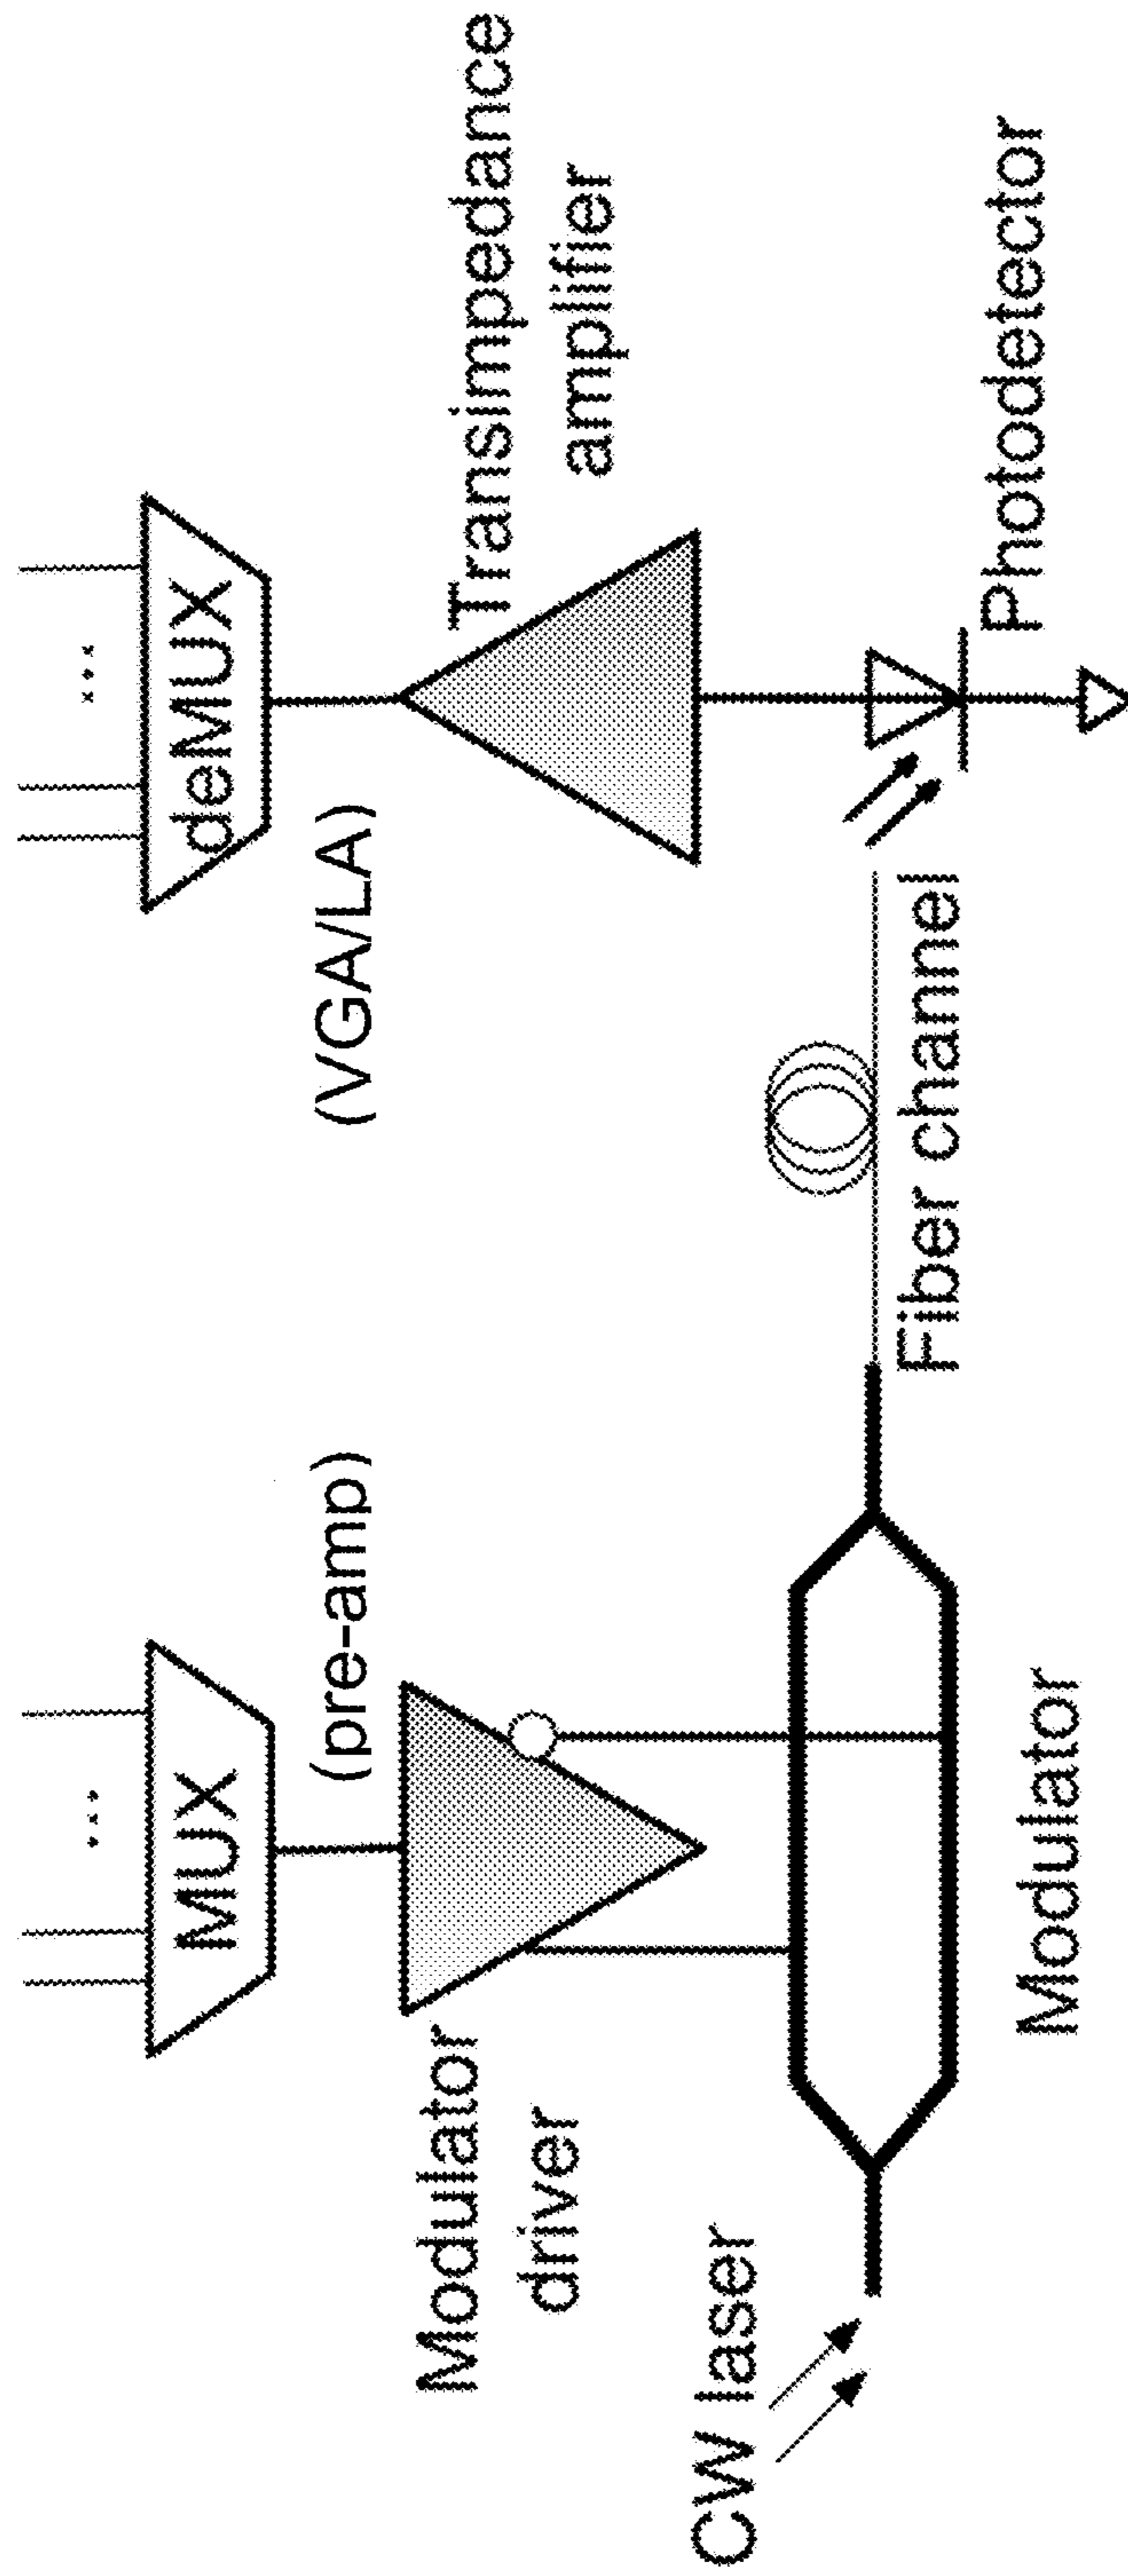 MUX
...
(pre-amp)
Modulator
driver
CW laser
Modulator
Fiber channel
deMUX
...
(VGA/LA)
Transimpedance
amplifier
Photodetector